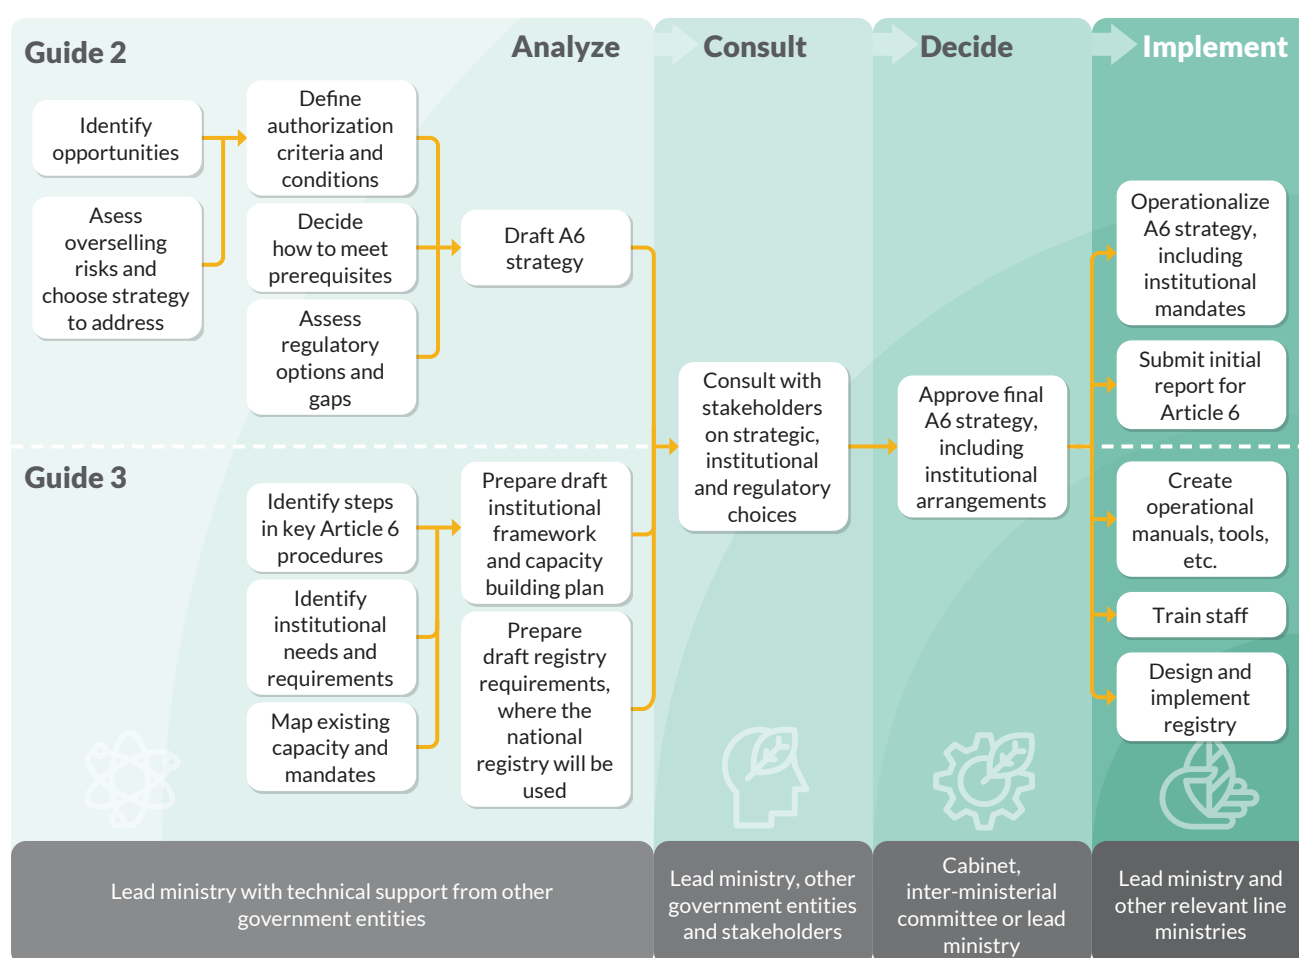 Guide 2
Analyze
Consult
Decide
Implement
Identify
opportunities
Asess
overselling
risks and
choose strategy
to address
Define
authorization
criteria and
conditions
Decide
how to meet
prerequisites
Assess
regulatory
options and
gaps
Draft A6
strategy
Guide 3
Identify steps
in key Article 6
procedures
Identify
institutional
needs and
requirements
Map existing
capacity and
mandates
Prepare draft
institutional
framework
and capacity
building plan
Prepare
draft registry
requirements,
where the
national
registry will be
used
Consult with
stakeholders
on strategic,
institutional
and regulatory
choices
Approve final
A6 strategy,
including
institutional
arrangements
Operationalize
A6 strategy,
including
institutional
mandates
Submit initial
report for
Article 6
Create
operational
manuals, tools,
etc.
Train staff
Design and
implement
registry
Lead ministry with technical support from other
government entities
Lead ministry, other
government entities
and stakeholders
Cabinet,
inter-ministerial
committee or lead
ministry
Lead ministry and
other relevant line
ministries